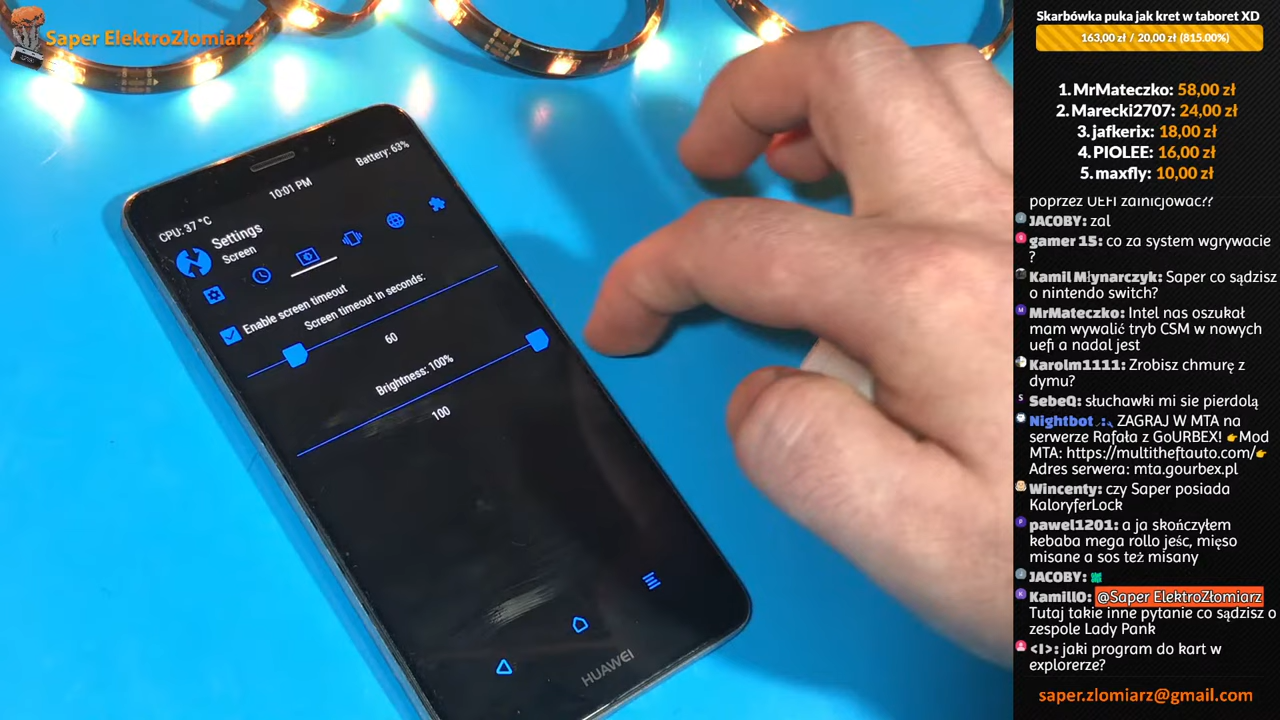 Saper ElektroZłomiarz
Battery: 63%
10:01 PM
CPU: 37 °C
Settings
Screen
Enable screen timeout
Screen timeout in seconds:
60
Brightness: 100%
100
HUAWEI
Skarbówka puka jak kret w taboret XD
163,00 zł / 20,00 zł (815.00%)
1. MrMateczko: 58,00 zł
2. Marecki2707: 24,00 zł
3. jafkerix: 18,00 zł
4. PIOLEE: 16,00 zł
5. maxfly: 10,00 zł
poprzez UEFI zainicjować??
JACOBY: zal
gamer 15: co za system wgrywacie
?
Kamil Młynarczyk: Saper co sądzisz
o nintendo switch?
MrMateczko: Intel nas oszukał
mam wywalić tryb CSM w nowych
uefi a nadal jest
Karolm1111: Zrobisz chmurę z
dymu?
SebeQ: słuchawki mi sie pierdolą
Nightbot: ZAGRAJ W MTA na
serwerze Rafała z GoURBEX! 👉Mod
MTA: https://multitheftauto.com/👉
Adres serwera: mta.gourbex.pl
Wincenty: czy Saper posiada
KaloryferLock
pawel1201: a ja skończyłem
kebaba mega rollo jeśc, mięso
misane a sos też misany
JACOBY:
KamillO: @Saper ElektroZłomiarz
Tutaj takie inne pytanie co sądzisz o
zespole Lady Pank
<I>: jaki program do kart w
explorerze?
saper.zlomiarz@gmail.com